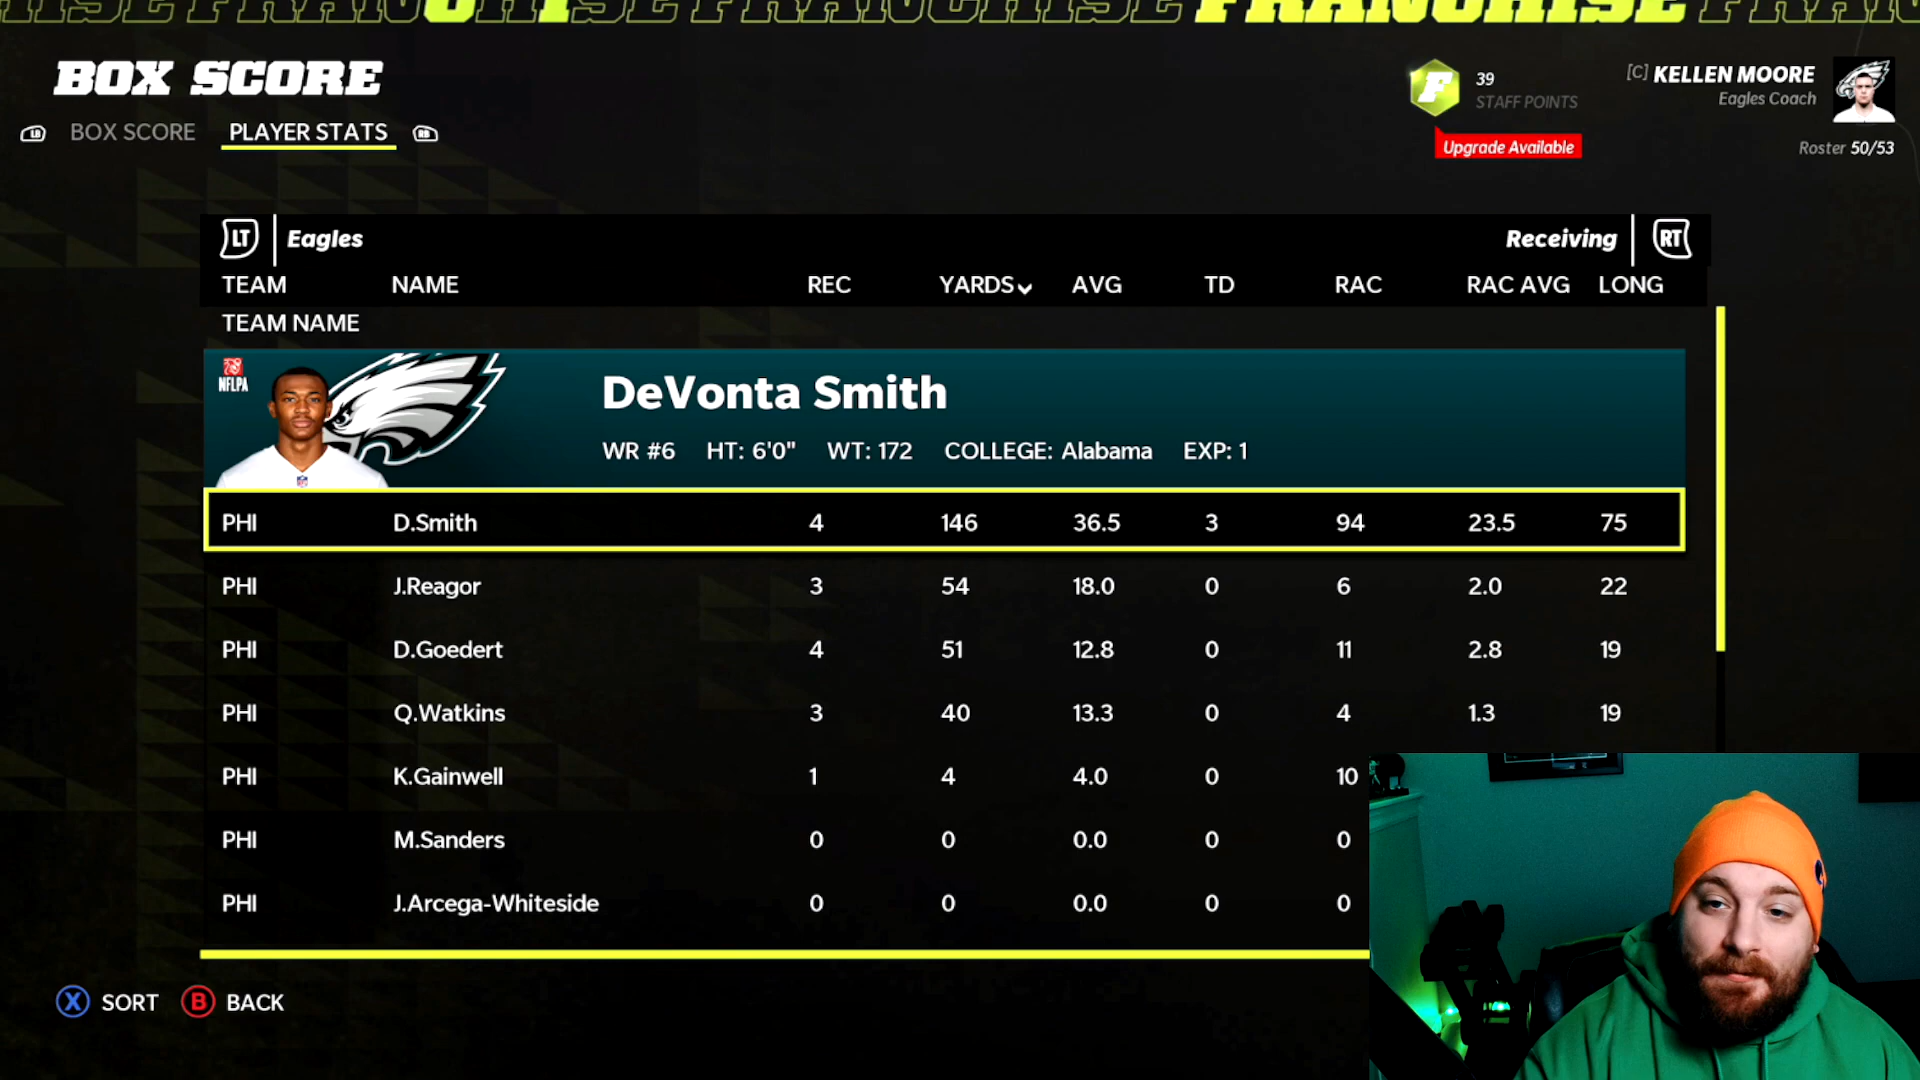 FRANCHISE FRANCHISE FRANCHISE
BOX SCORE
LB BOX SCORE PLAYER STATS RB
F 39 STAFF POINTS
Upgrade Available
[C] KELLEN MOORE
Eagles Coach
Roster 50/53
LT Eagles Receiving RT
TEAM NAME REC YARDS AVG TD RAC RAC AVG LONG
TEAM NAME
NFLPA
DeVonta Smith
WR #6 HT: 6'0" WT: 172 COLLEGE: Alabama EXP: 1
PHI D.Smith 4 146 36.5 3 94 23.5 75
PHI J.Reagor 3 54 18.0 0 6 2.0 22
PHI D.Goedert 4 51 12.8 0 11 2.8 19
PHI Q.Watkins 3 40 13.3 0 4 1.3 19
PHI K.Gainwell 1 4 4.0 0 10
PHI M.Sanders 0 0 0.0 0 0
PHI J.Arcega-Whiteside 0 0 0.0 0 0
X SORT B BACK